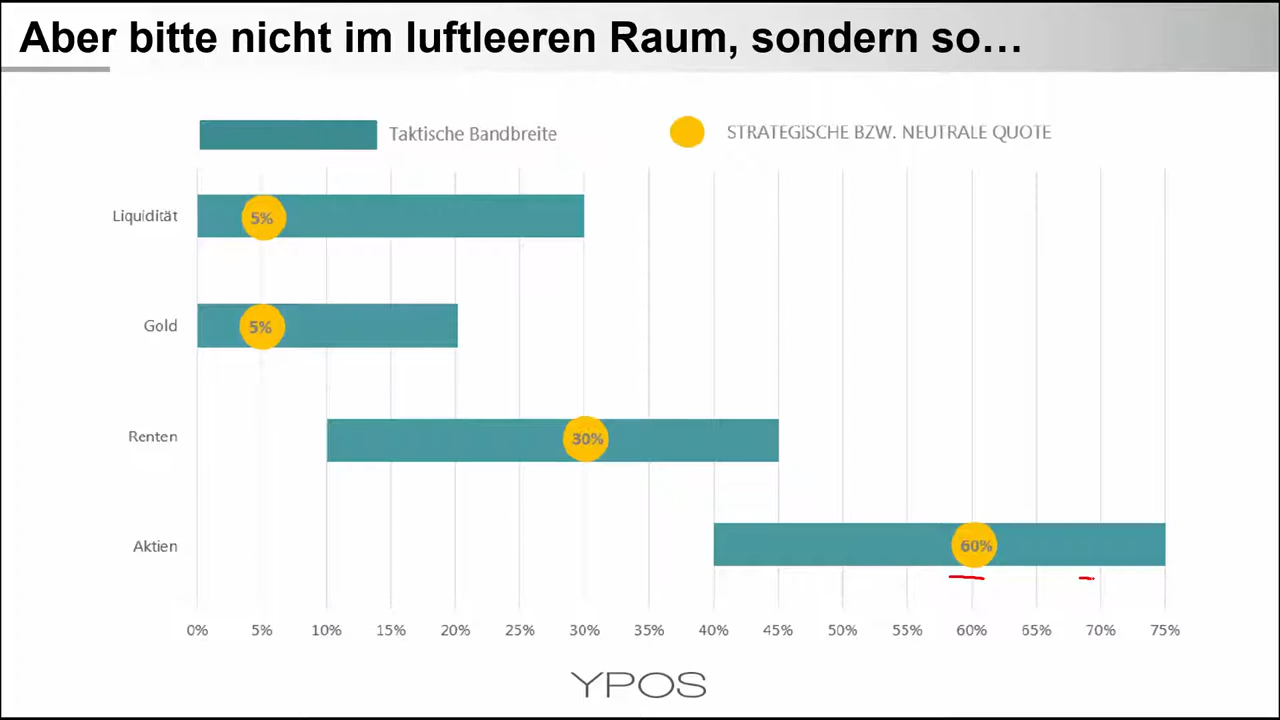 Aber bitte nicht im luftleeren Raum, sondern so…
Taktische Bandbreite
STRATEGISCHE BZW. NEUTRALE QUOTE
Liquidität
5%
Gold
5%
Renten
30%
Aktien
60%
0% 5% 10% 15% 20% 25% 30% 35% 40% 45% 50% 55% 60% 65% 70% 75%
YPOS